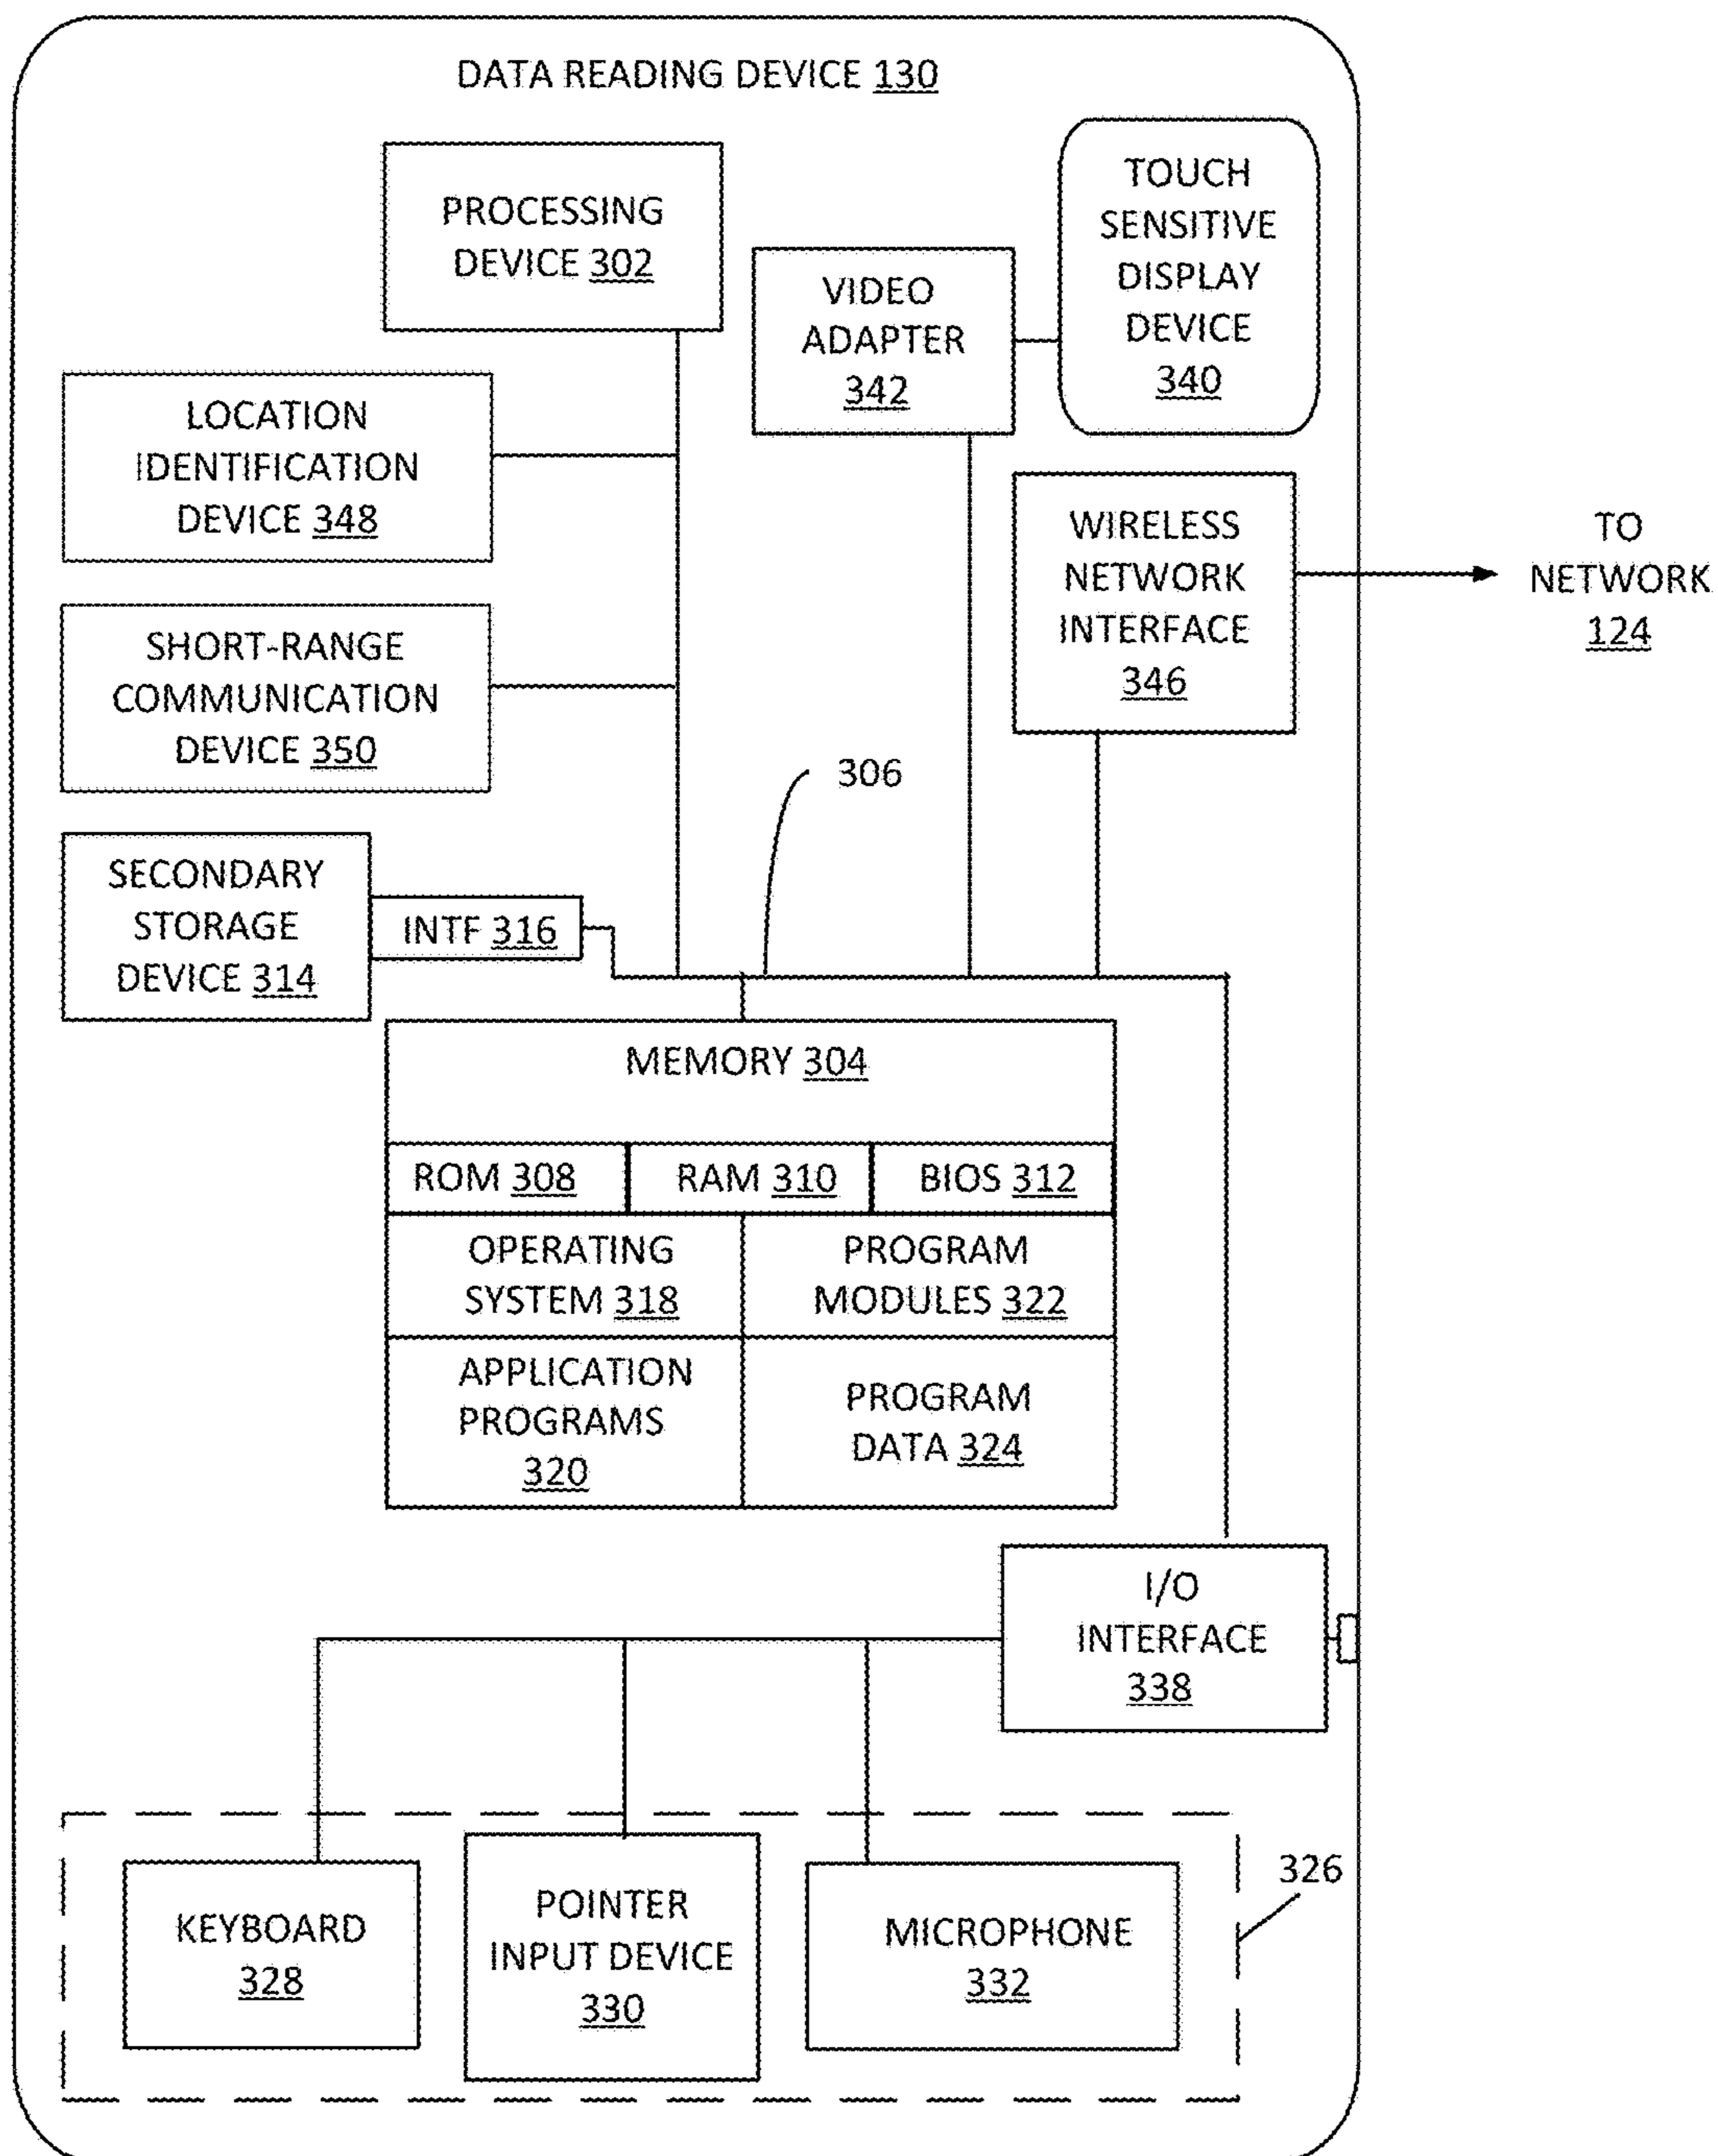 DATA READING DEVICE 130
PROCESSING
DEVICE 302
VIDEO
ADAPTER
342
TOUCH
SENSITIVE
DISPLAY
DEVICE
340
LOCATION
IDENTIFICATION
DEVICE 348
WIRELESS
NETWORK
INTERFACE
346
TO
NETWORK
124
SHORT-RANGE
COMMUNICATION
DEVICE 350
306
SECONDARY
STORAGE
DEVICE 314
INTF 316
MEMORY 304
ROM 308
RAM 310
BIOS 312
OPERATING
SYSTEM 318
PROGRAM
MODULES 322
APPLICATION
PROGRAMS
320
PROGRAM
DATA 324
I/O
INTERFACE
338
326
KEYBOARD
328
POINTER
INPUT DEVICE
330
MICROPHONE
332